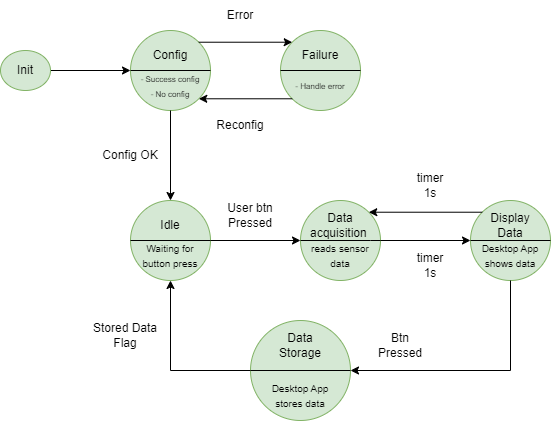 Error
Init
Config
- Success config
- No config
Failure
- Handle error
Reconfig
Config OK
timer
1s
Idle
Waiting for
button press
User btn
Pressed
Data
acquisition
reads sensor
data
timer
1s
Display
Data
Desktop App
shows data
Stored Data
Flag
Data
Storage
Desktop App
stores data
Btn
Pressed